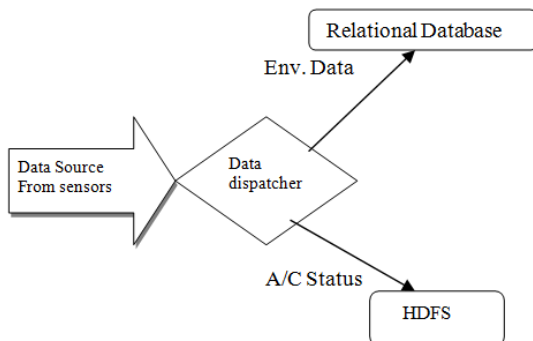 Relational Database
Env. Data
Data Source
From sensors
Data
dispatcher
A/C Status
HDFS